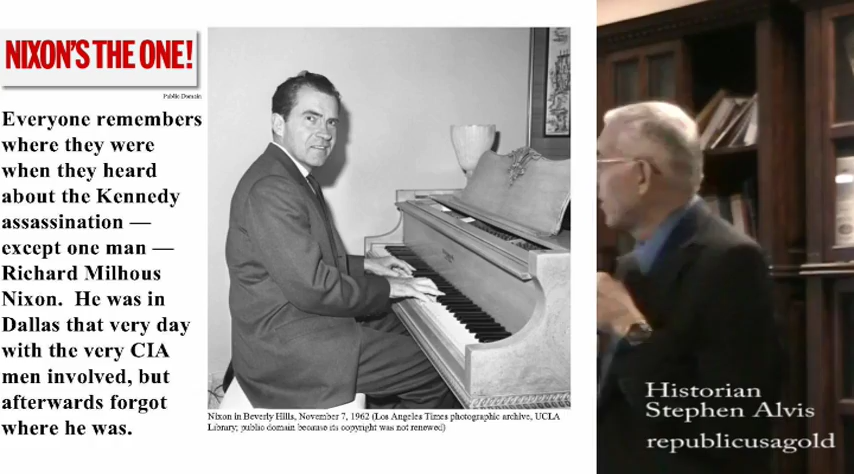 NIXON'S THE ONE!
Public Domain
Everyone remembers
where they were
when they heard
about the Kennedy
assassination —
except one man —
Richard Milhous
Nixon.  He was in
Dallas that very day
with the very CIA
men involved, but
afterwards forgot
where he was.
Nixon in Beverly Hills, November 7, 1962 (Los Angeles Times photographic archive, UCLA
Library; public domain because its copyright was not renewed)
Historian
Stephen Alvis
republicusagold